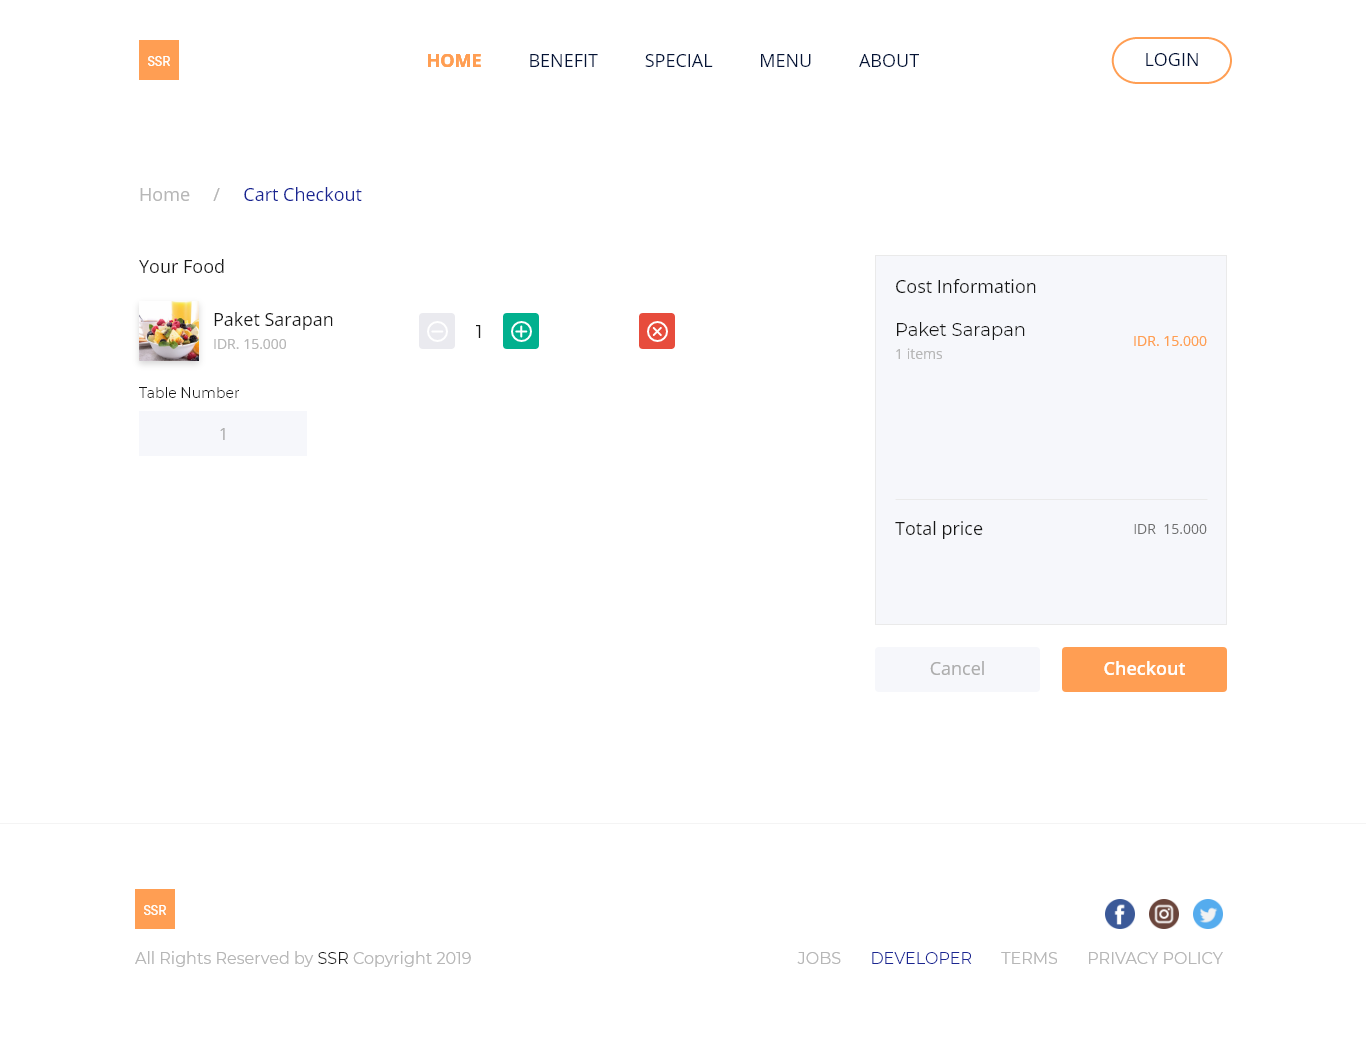 SSR
HOME BENEFIT SPECIAL MENU ABOUT
LOGIN
Home / Cart Checkout
Your Food
Paket Sarapan
IDR. 15.000
1
Table Number
1
Cost Information
Paket Sarapan
1 items
IDR. 15.000
Total price IDR 15.000
Cancel
Checkout
SSR
All Rights Reserved by SSR Copyright 2019
JOBS DEVELOPER TERMS PRIVACY POLICY